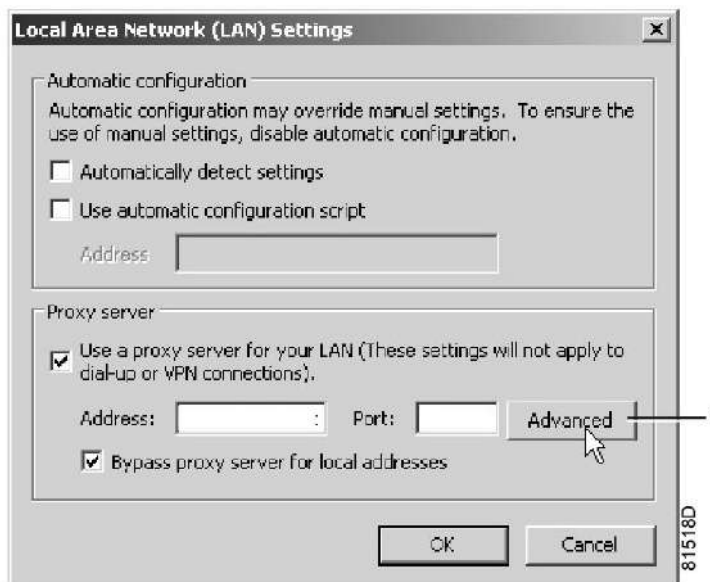 Local Area Network (LAN) Settings
Automatic configuration
Automatic configuration may override manual settings. To ensure the
use of manual settings, disable automatic configuration.
Automatically detect settings
Use automatic configuration script
Address
Proxy server
Use a proxy server for your LAN (These settings will not apply to
dial-up or VPN connections).
Address: : Port: Advanced
Bypass proxy server for local addresses
OK Cancel
81518D